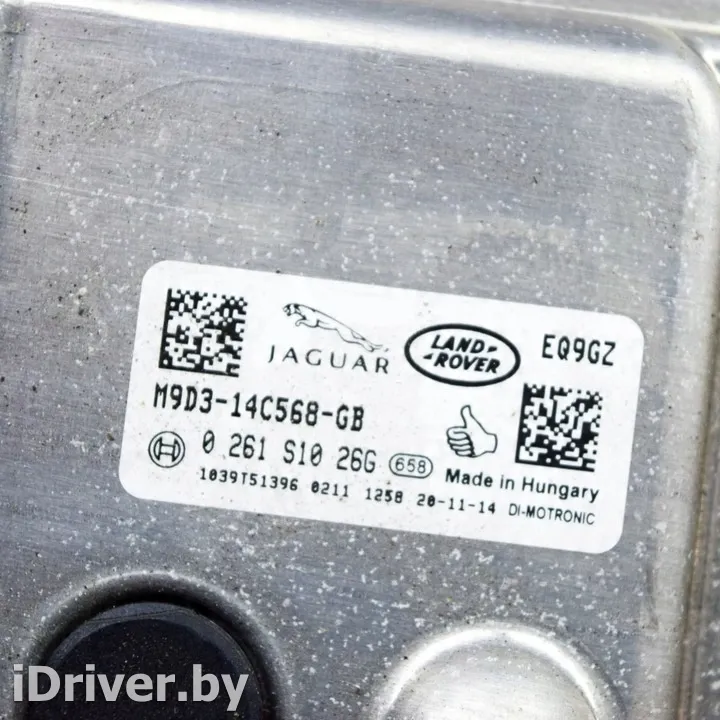 JAGUAR
LAND-
-ROVER
EQ9GZ
M9D3-14C568-GB
0 261 S10 26G 658
Made in Hungary
1039T51396 0211 1258 20-11-14 DI-MOTRONIC
iDriver.by